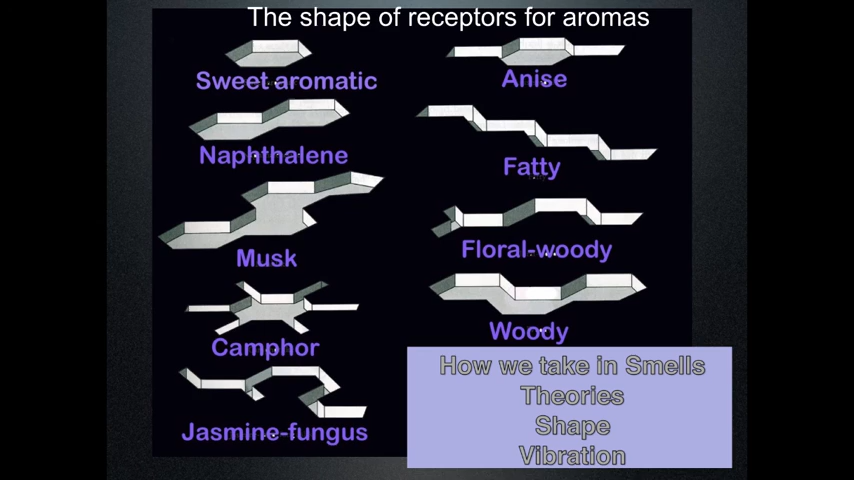 The shape of receptors for aromas
Sweet aromatic
Anise
Naphthalene
Fatty
Musk
Floral-woody
Camphor
Woody
Jasmine-fungus
How we take in Smells
Theories
Shape
Vibration